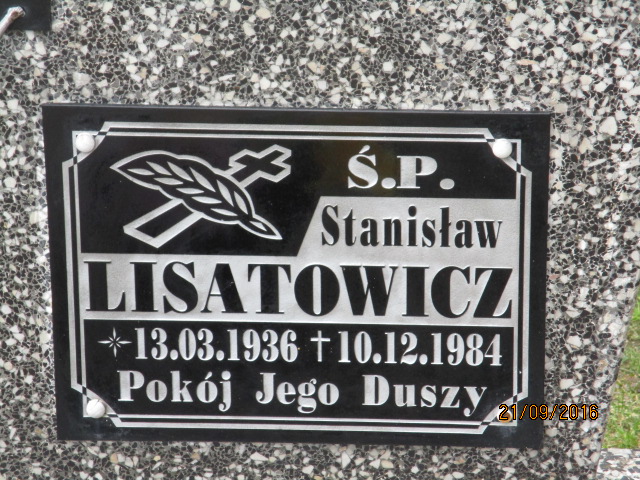 Ś.P.
Stanisław
LISATOWICZ
13.03.1936 † 10.12.1984
Pokój Jego Duszy
21/09/2016